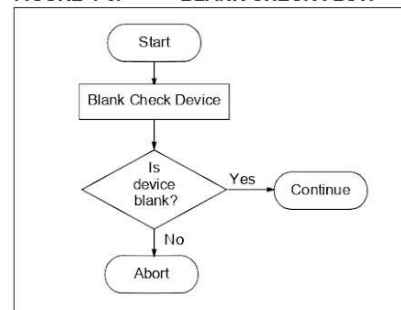 Start
Blank Check Device
Is
device
blank?
Yes
Continue
No
Abort